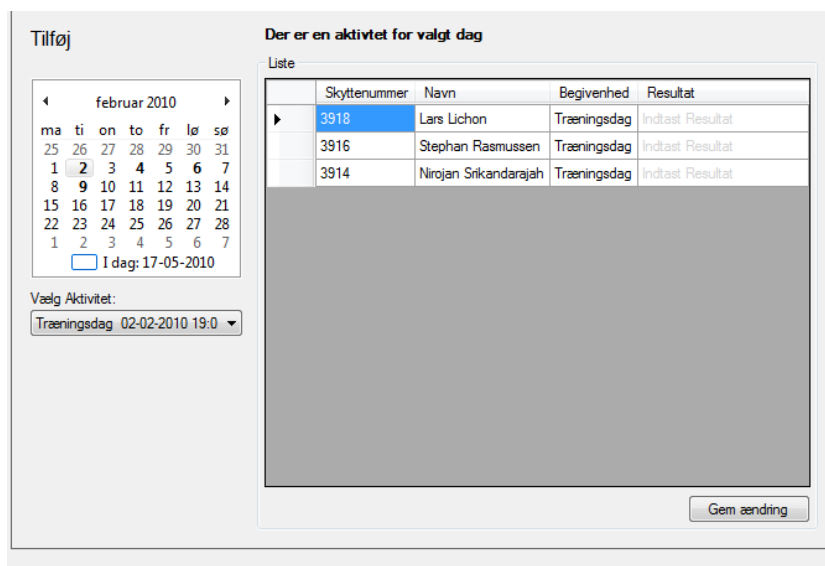 Tilføj
Der er en aktivtet for valgt dag
Liste
februar 2010
ma ti on to fr lø sø
25 26 27 28 29 30 31
1 2 3 4 5 6 7
8 9 10 11 12 13 14
15 16 17 18 19 20 21
22 23 24 25 26 27 28
1 2 3 4 5 6 7
I dag: 17-05-2010
Vælg Aktivitet:
Træningsdag 02-02-2010 19:0
Skyttenummer Navn Begivenhed Resultat
3918 Lars Lichon Træningsdag Indtast Resultat
3916 Stephan Rasmussen Træningsdag Indtast Resultat
3914 Nirojan Srikandarajah Træningsdag Indtast Resultat
Gem ændring